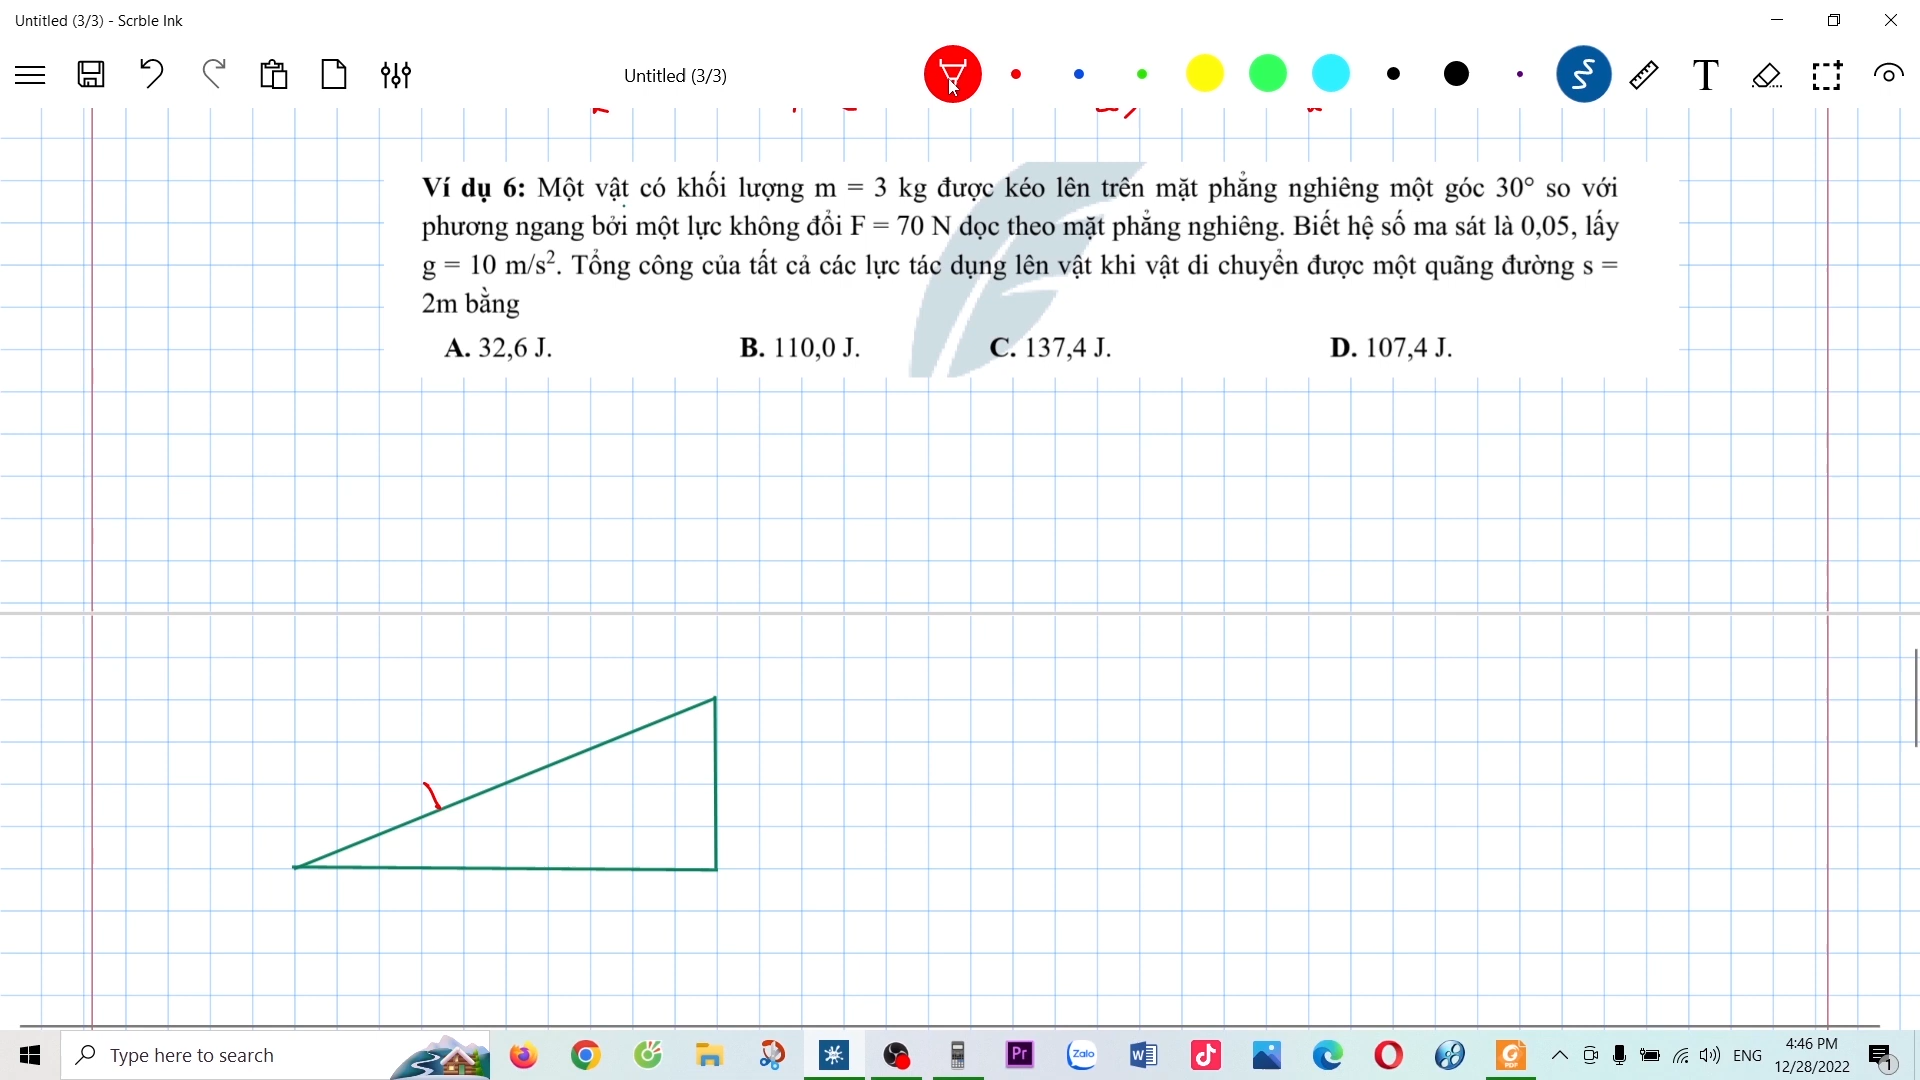 Untitled (3/3) - Scrble Ink
Untitled (3/3)
T
Ví dụ 6: Một vật có khối lượng m = 3 kg được kéo lên trên mặt phẳng nghiêng một góc 30° so với
phương ngang bởi một lực không đổi F = 70 N dọc theo mặt phẳng nghiêng. Biết hệ số ma sát là 0,05, lấy
g = 10 m/s². Tổng công của tất cả các lực tác dụng lên vật khi vật di chuyển được một quãng đường s =
2m bằng
A. 32,6 J. B. 110,0 J. C. 137,4 J. D. 107,4 J.
Type here to search
Pr
Zalo
ENG
4:46 PM
12/28/2022
1